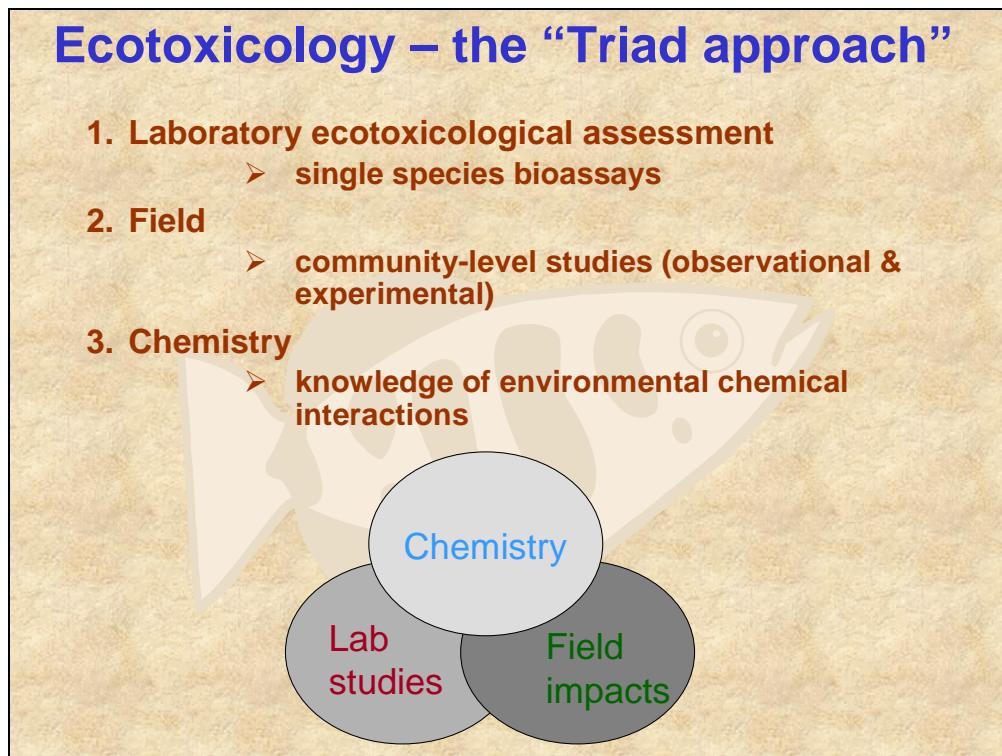 Ecotoxicology – the “Triad approach”
1. Laboratory ecotoxicological assessment
➢ single species bioassays
2. Field
➢ community-level studies (observational &
experimental)
3. Chemistry
➢ knowledge of environmental chemical
interactions
Chemistry
Lab
studies
Field
impacts